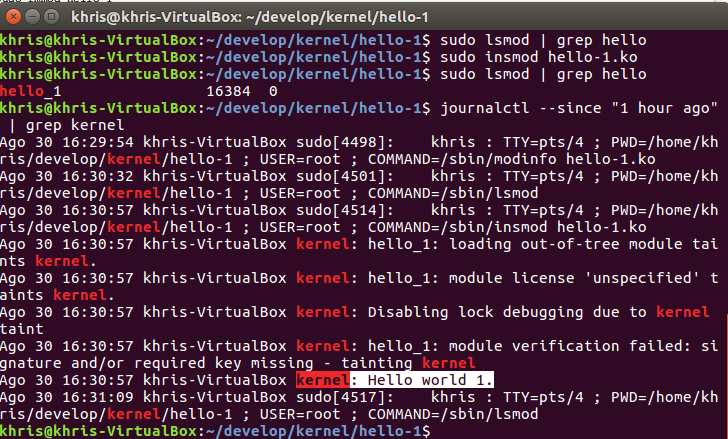 khris@khris-VirtualBox: ~/develop/kernel/hello-1
khris@khris-VirtualBox:~/develop/kernel/hello-1$ sudo lsmod | grep hello
khris@khris-VirtualBox:~/develop/kernel/hello-1$ sudo insmod hello-1.ko
khris@khris-VirtualBox:~/develop/kernel/hello-1$ sudo lsmod | grep hello
hello_1                16384  0
khris@khris-VirtualBox:~/develop/kernel/hello-1$ journalctl --since "1 hour ago"
 | grep kernel
Ago 30 16:29:54 khris-VirtualBox sudo[4498]:    khris : TTY=pts/4 ; PWD=/home/kh
ris/develop/kernel/hello-1 ; USER=root ; COMMAND=/sbin/modinfo hello-1.ko
Ago 30 16:30:32 khris-VirtualBox sudo[4501]:    khris : TTY=pts/4 ; PWD=/home/kh
ris/develop/kernel/hello-1 ; USER=root ; COMMAND=/sbin/lsmod
Ago 30 16:30:57 khris-VirtualBox sudo[4514]:    khris : TTY=pts/4 ; PWD=/home/kh
ris/develop/kernel/hello-1 ; USER=root ; COMMAND=/sbin/insmod hello-1.ko
Ago 30 16:30:57 khris-VirtualBox kernel: hello_1: loading out-of-tree module tai
nts kernel.
Ago 30 16:30:57 khris-VirtualBox kernel: hello_1: module license 'unspecified' t
aints kernel.
Ago 30 16:30:57 khris-VirtualBox kernel: Disabling lock debugging due to kernel
taint
Ago 30 16:30:57 khris-VirtualBox kernel: hello_1: module verification failed: si
gnature and/or required key missing - tainting kernel
Ago 30 16:30:57 khris-VirtualBox kernel: Hello world 1.
Ago 30 16:31:09 khris-VirtualBox sudo[4517]:    khris : TTY=pts/4 ; PWD=/home/kh
ris/develop/kernel/hello-1 ; USER=root ; COMMAND=/sbin/lsmod
khris@khris-VirtualBox:~/develop/kernel/hello-1$